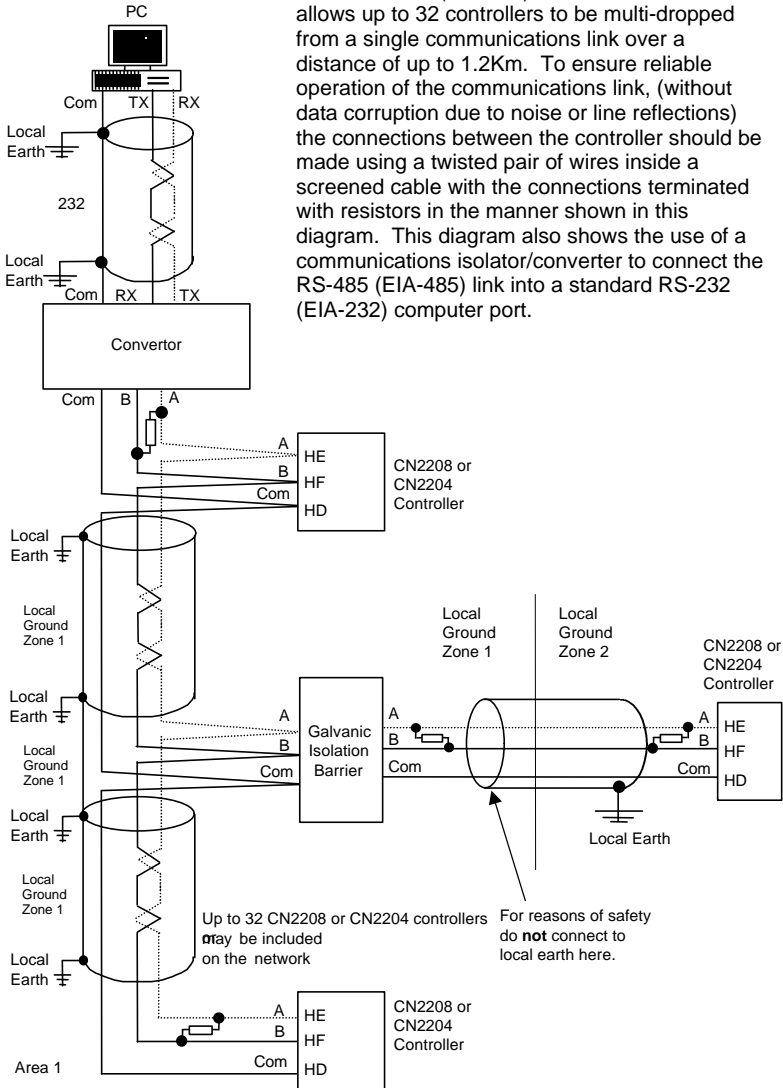 PC
allows up to 32 controllers to be multi-dropped
from a single communications link over a
distance of up to 1.2Km. To ensure reliable
operation of the communications link, (without
data corruption due to noise or line reflections)
the connections between the controller should be
made using a twisted pair of wires inside a
screened cable with the connections terminated
with resistors in the manner shown in this
diagram. This diagram also shows the use of a
communications isolator/converter to connect the
RS-485 (EIA-485) link into a standard RS-232
(EIA-232) computer port.
Com TX RX
Local
Earth
232
Local
Earth
Com RX TX
Convertor
Com B A
A HE
B HF
Com HD
CN2208 or
CN2204
Controller
Local
Earth
Local
Ground
Zone 1
Local
Earth
Local
Ground
Zone 1
A
B
Com
Galvanic
Isolation
Barrier
A
B
Com
Local
Ground
Zone 1
Local
Ground
Zone 2
CN2208 or
CN2204
Controller
A HE
B HF
Com HD
Local Earth
For reasons of safety
do not connect to
local earth here.
Local
Earth
Local
Ground
Zone 1
Local
Earth
Up to 32 CN2208 or CN2204 controllers
or may be included
on the network
A HE
B HF
Com HD
CN2208 or
CN2204
Controller
Area 1